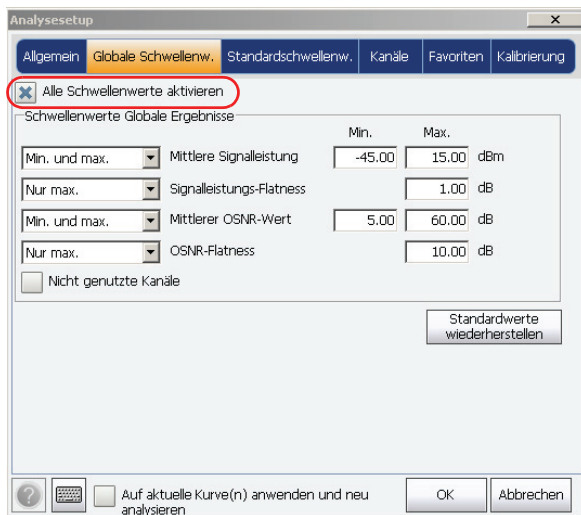 Analysesetup
Allgemein Globale Schwellenw. Standardschwellenw. Kanäle Favoriten Kalibrierung
Alle Schwellenwerte aktivieren
Schwellenwerte Globale Ergebnisse
Min. Max.
Min. und max. Mittlere Signalleistung -45.00 15.00 dBm
Nur max. Signalleistungs-Flatness 1.00 dB
Min. und max. Mittlerer OSNR-Wert 5.00 60.00 dB
Nur max. OSNR-Flatness 10.00 dB
Nicht genutzte Kanäle
Standardwerte
wiederherstellen
Auf aktuelle Kurve(n) anwenden und neu
analysieren
OK Abbrechen